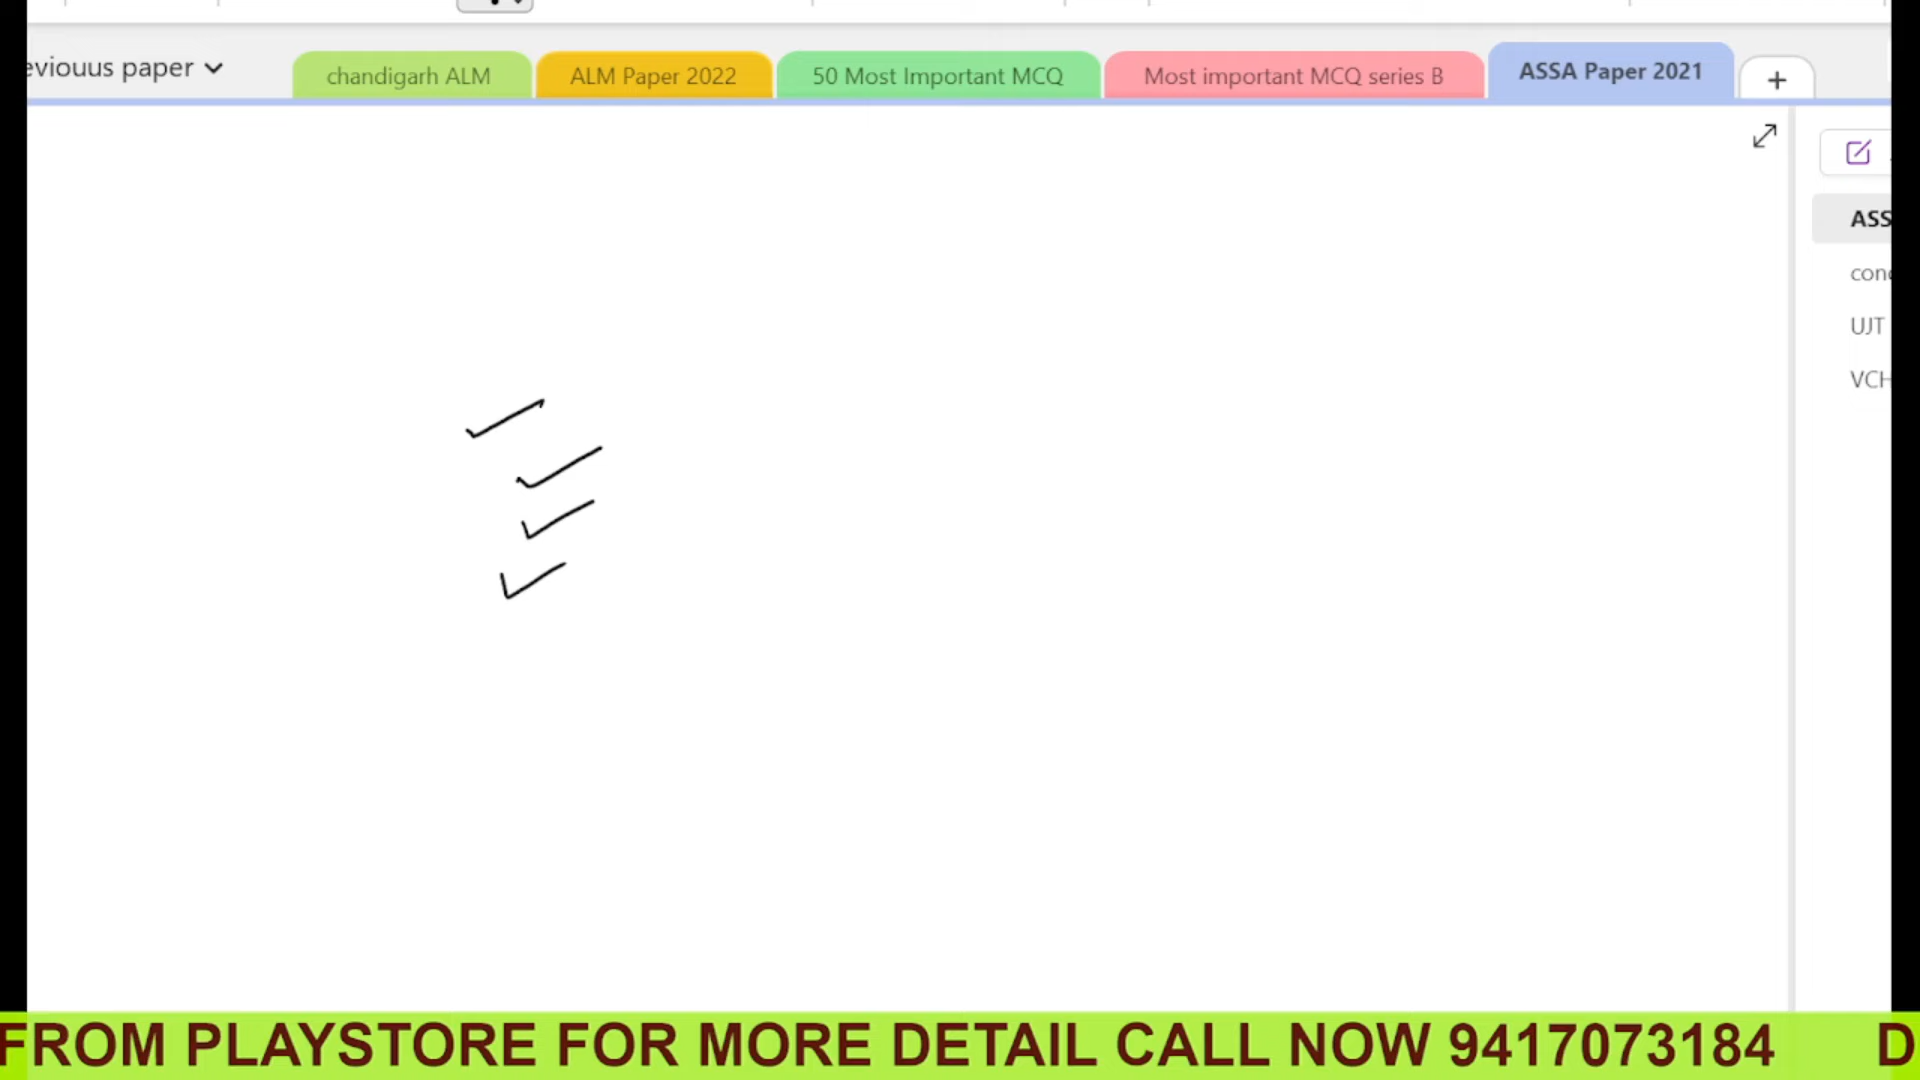 eviouus paper
chandigarh ALM
ALM Paper 2022
50 Most Important MCQ
Most important MCQ series B
ASSA Paper 2021
+
ASS
con
UJT
VCH
FROM PLAYSTORE FOR MORE DETAIL CALL NOW 9417073184 D